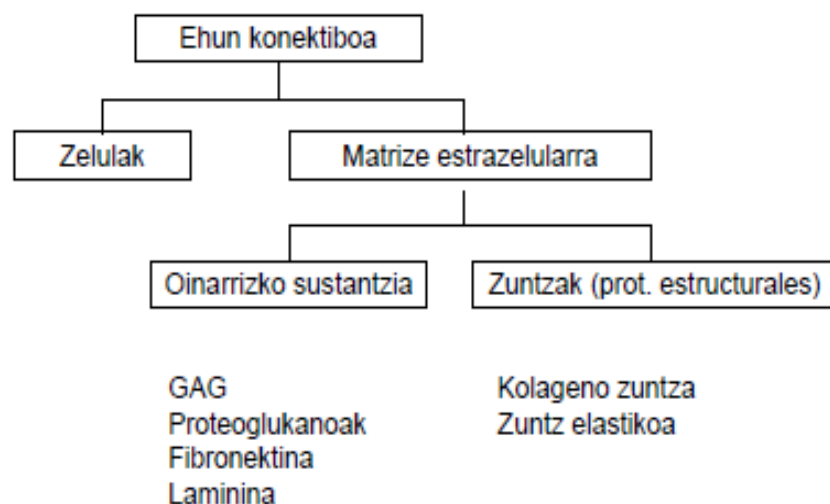 Ehun konektiboa
Zelulak
Matrize estrazelularra
Oinarrizko sustantzia
Zuntzak (prot. estructurales)
GAG
Proteoglukanoak
Fibronektina
Laminina
Kolageno zuntza
Zuntz elastikoa